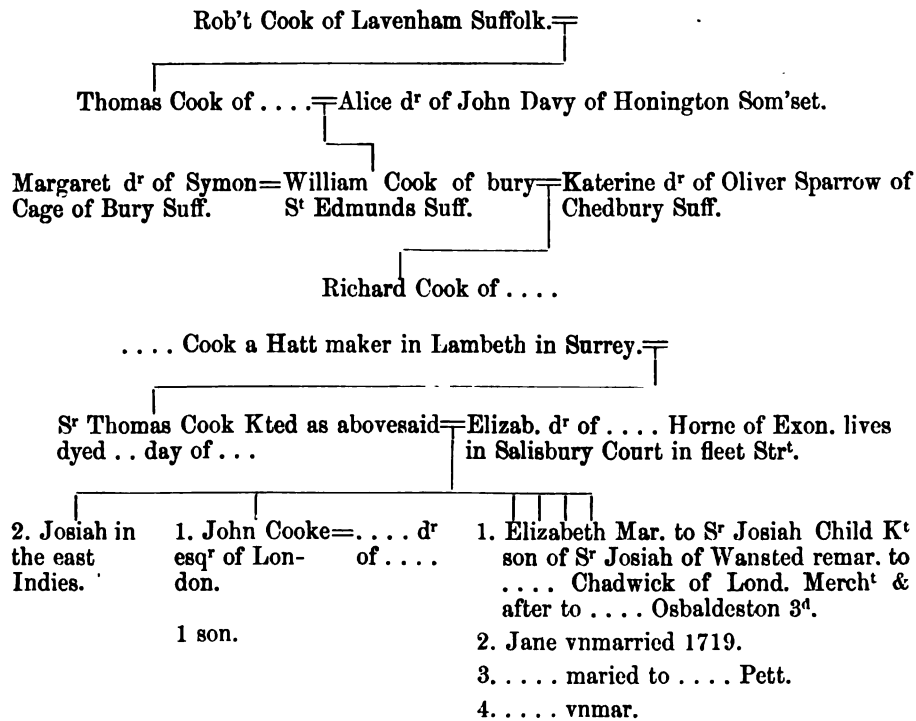 Rob't Cook of Lavenham Suffolk.
Thomas Cook of . . . . Alice dʳ of John Davy of Honington Som'set.
Margaret dʳ of Symon = William Cook of bury Katerine dʳ of Oliver Sparrow of
Cage of Bury Suff. Sᵗ Edmunds Suff. Chedbury Suff.
Richard Cook of . . . .
. . . . Cook a Hatt maker in Lambeth in Surrey.
Sʳ Thomas Cook Kted as abovesaid Elizab. dʳ of . . . . Horne of Exon. lives
dyed . . day of . . . in Salisbury Court in fleet Strᵗ.
2. Josiah in
the east
Indies.
1. John Cooke = . . . . dʳ
esqʳ of Lon- of . . . .
don.
1 son.
1. Elizabeth Mar. to Sʳ Josiah Child Kᵗ
son of Sʳ Josiah of Wansted remar. to
. . . . Chadwick of Lond. Merchᵗ &
after to . . . . Osbaldeston 3ᵈ.
2. Jane vnmarried 1719.
3. . . . . maried to . . . . Pett.
4. . . . . vnmar.